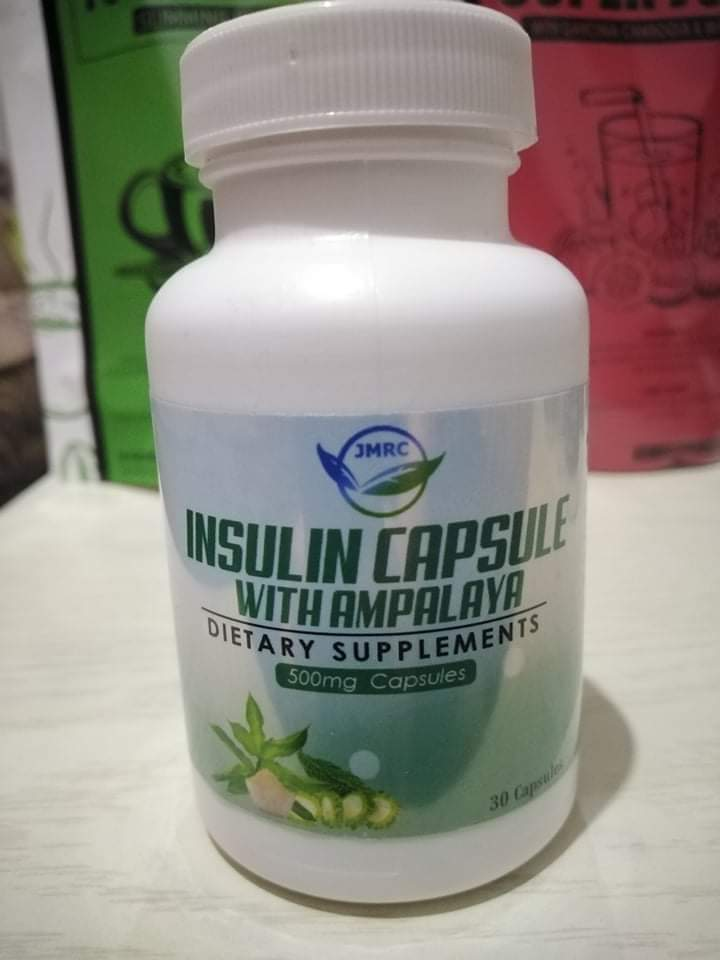 JMRC
INSULIN CAPSULE
WITH AMPALAYA
DIETARY SUPPLEMENTS
500mg Capsules
30 Capsules